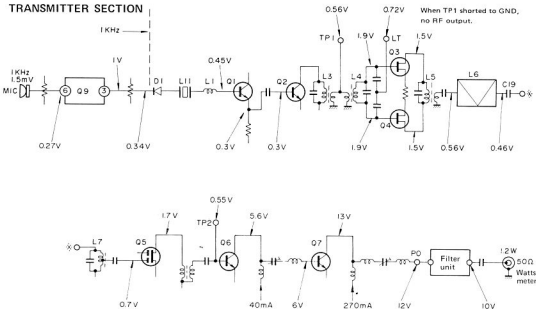 TRANSMITTER SECTION
1KHz
0.56V
TP1
0.72V
LT
When TP1 shorted to GND,
no RF output.
1KHz
1.5mV
MIC
6
Q9
3
1V
D1
L11
L1
0.45V
Q1
Q2
L3
L4
1.9V
Q3
1.5V
L5
L6
C19
0.27V
0.34V
0.3V
0.3V
1.9V
Q4
1.5V
0.56V
0.46V
L7
Q5
1.7V
0.55V
TP2
Q6
5.6V
Q7
13V
PO
Filter
unit
1.2W
50Ω
Watts
meter
0.7V
40mA
6V
270mA
12V
10V